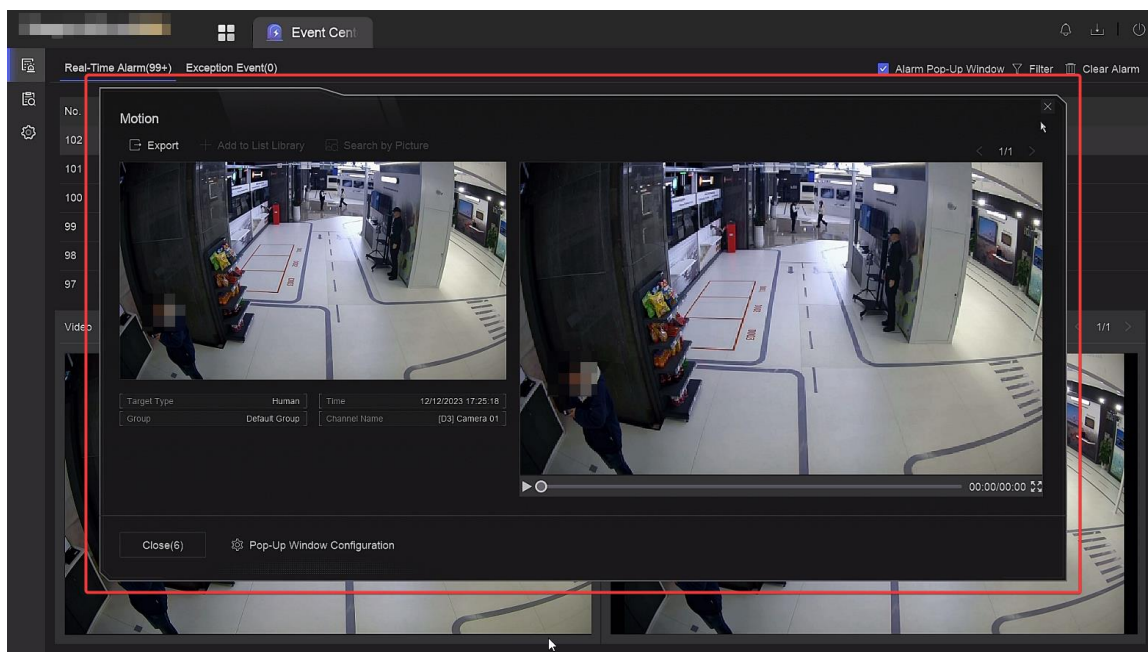 Event Cent
Real-Time Alarm(99+) Exception Event(0) Alarm Pop-Up Window Filter Clear Alarm
No.
Motion
102
Export Add to List Library Search by Picture
1/1
101
100
99
98
97
Video
1/1
Target Type Human Time 12/12/2023 17:25:18
Group Default Group Channel Name [D3] Camera 01
00:00/00:00
Close(6) Pop-Up Window Configuration